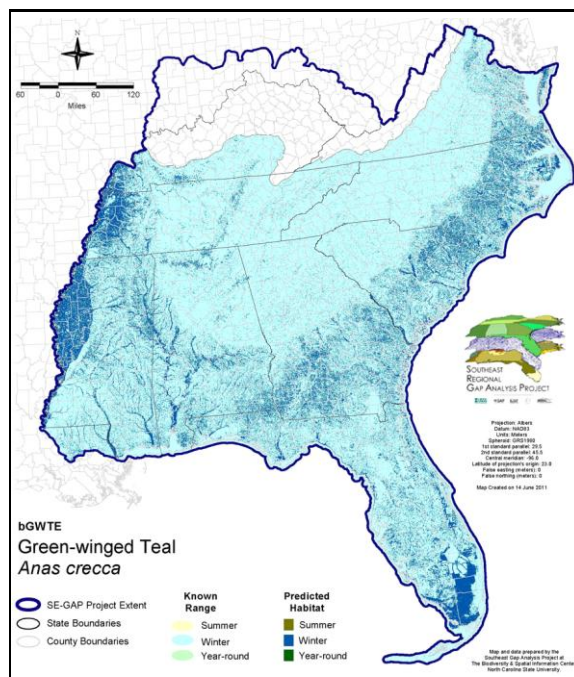 N
60 0 60 120
Miles
SOUTHEAST
REGIONAL
GAP ANALYSIS PROJECT
Projection: Albers
Datum: NAD83
Units: Meters
Spheroid: GRS1980
1st standard parallel: 29.5
2nd standard parallel: 45.5
Central meridian: -96.0
Latitude of projection's origin: 23.0
False easting (meters): 0
False northing (meters): 0
Map Created on 14 June 2011
bGWTE
Green-winged Teal
Anas crecca
SE-GAP Project Extent
State Boundaries
County Boundaries
Known
Range
Summer
Winter
Year-round
Predicted
Habitat
Summer
Winter
Year-round
Map and data prepared by the
Southeast Gap Analysis Project at
The Biodiversity & Spatial Information Center
North Carolina State University.